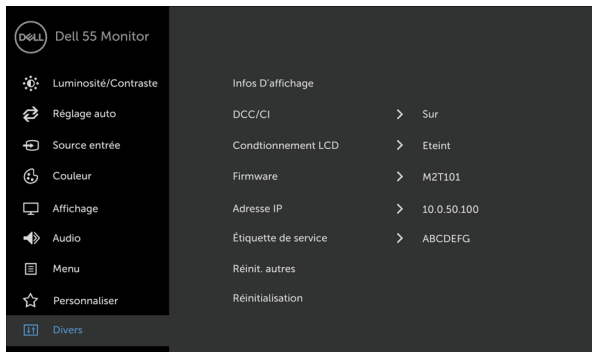 DELL Dell 55 Monitor
Luminosité/Contraste Infos D'affichage
Réglage auto DCC/CI Sur
Source entrée Condtionnement LCD Eteint
Couleur Firmware M2T101
Affichage Adresse IP 10.0.50.100
Audio Étiquette de service ABCDEFG
Menu Réinit. autres
Personnaliser Réinitialisation
Divers